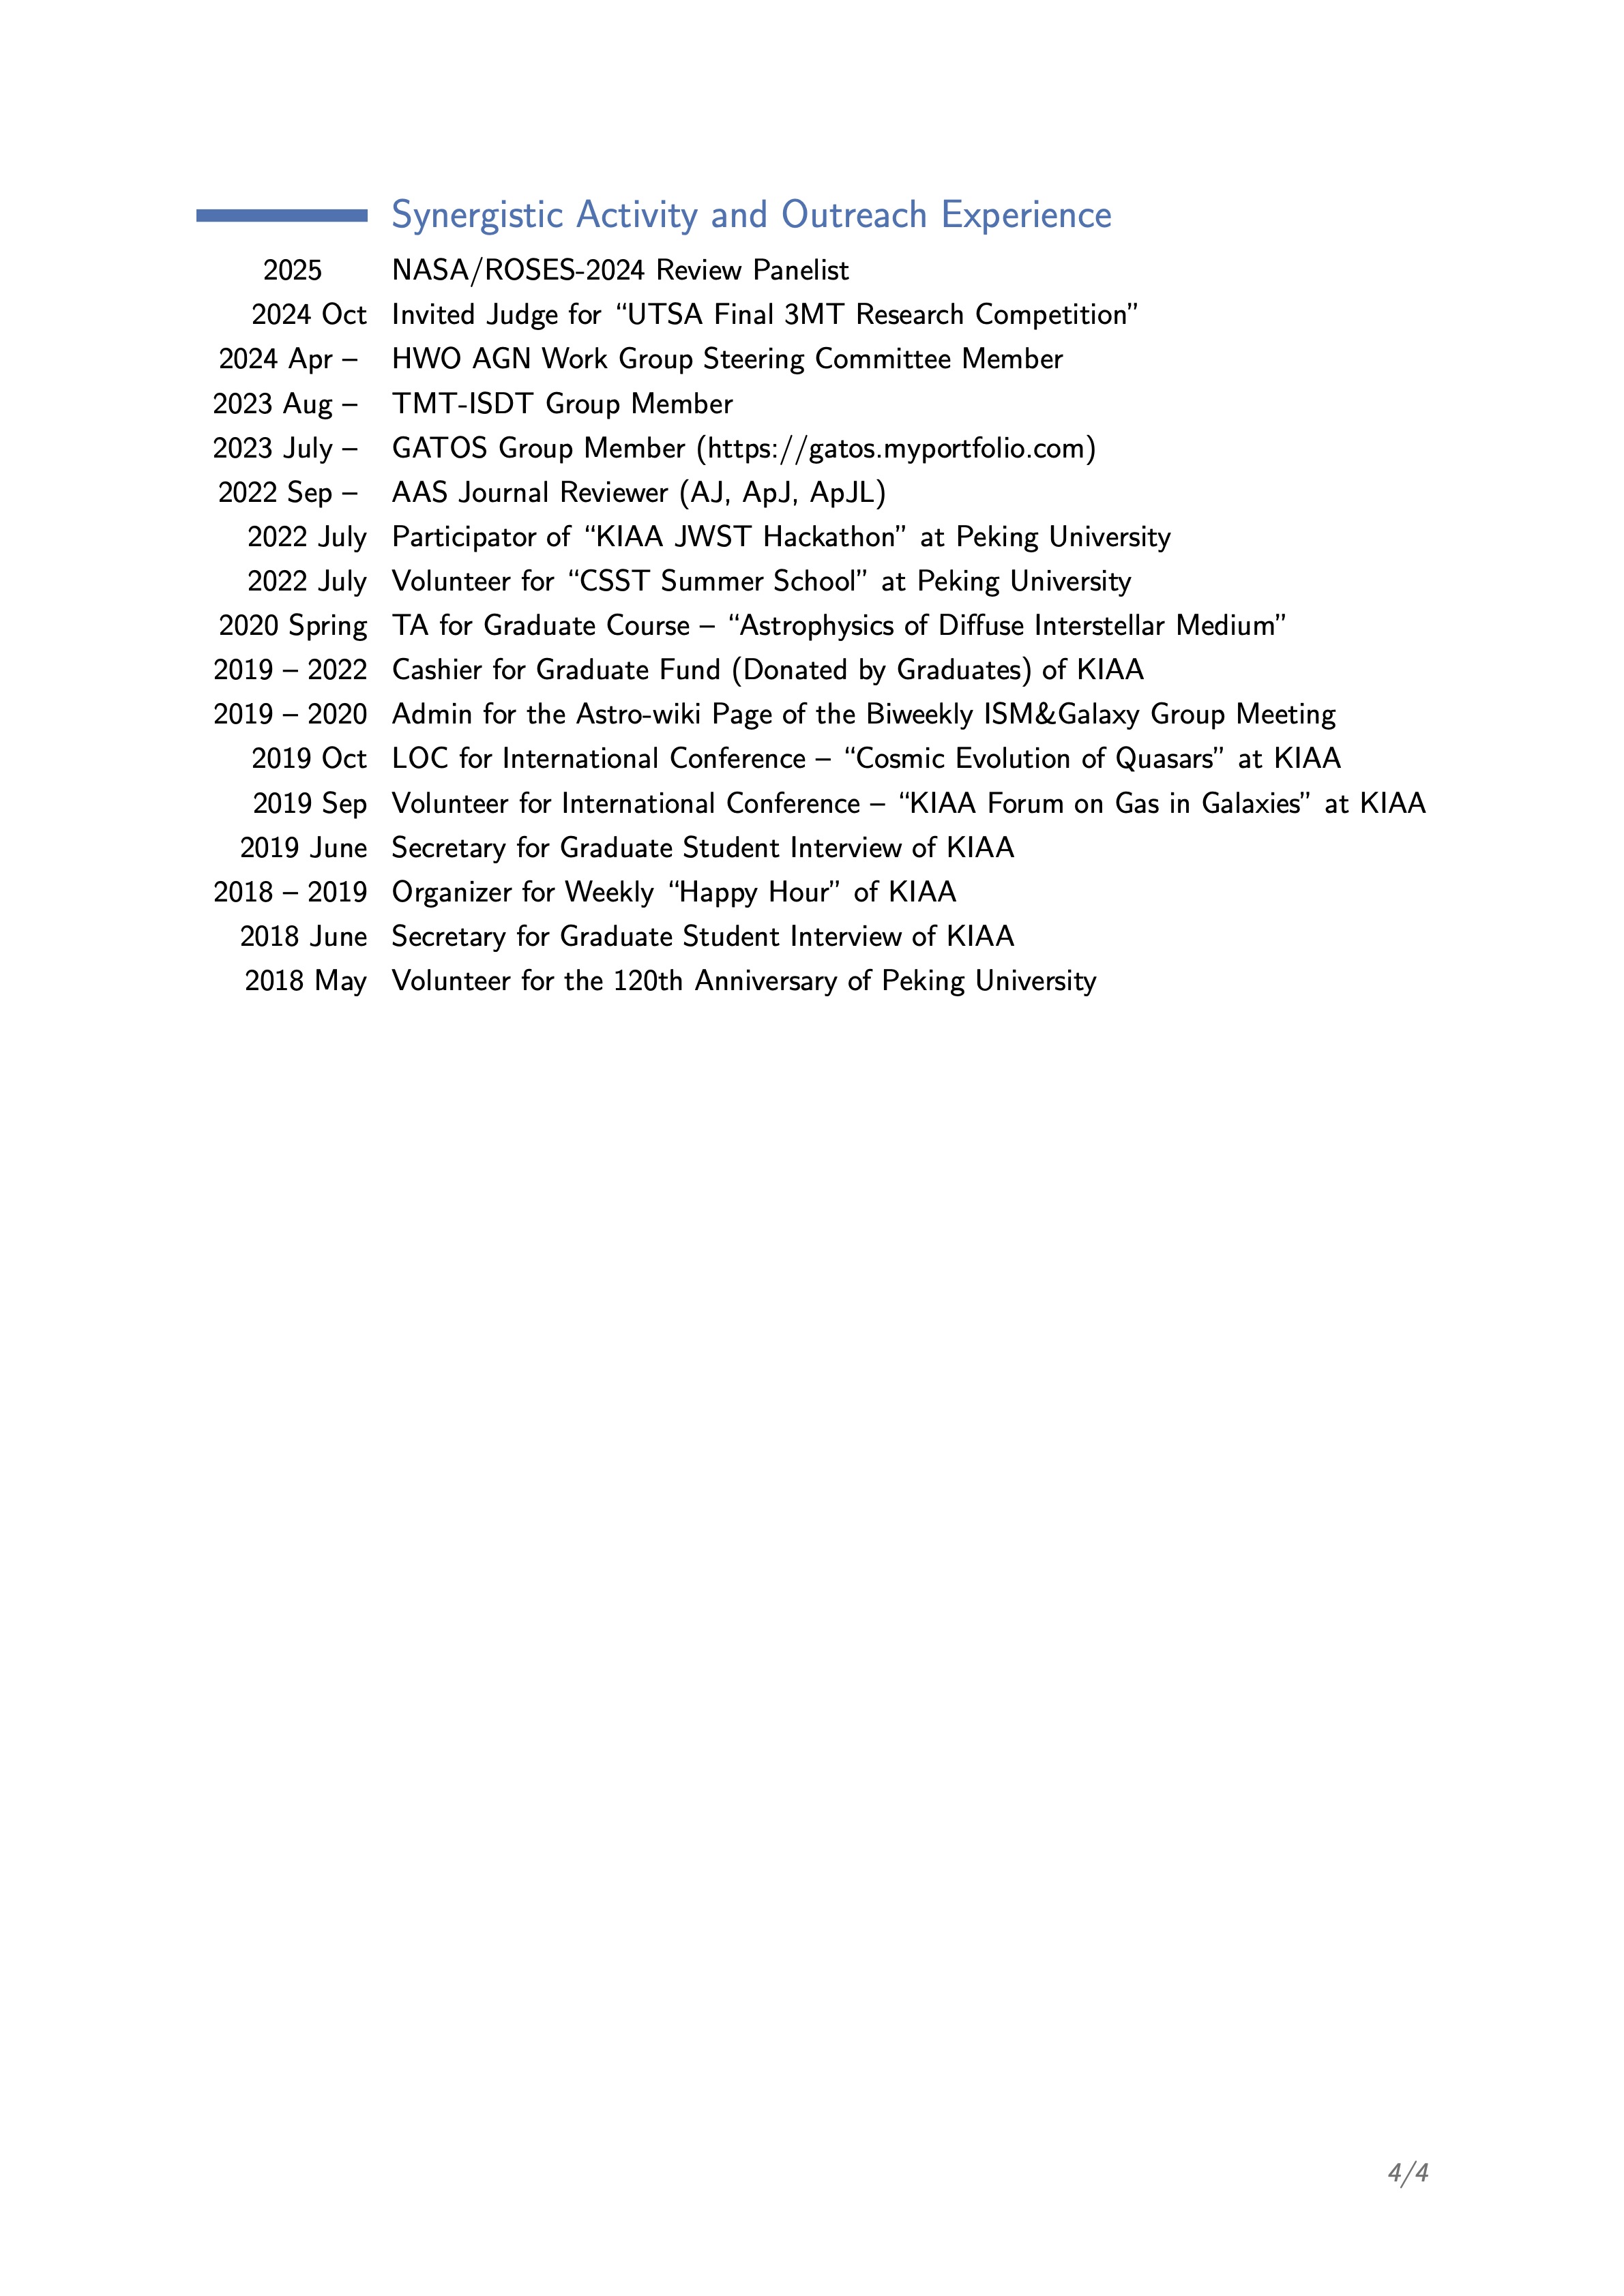 Synergistic Activity and Outreach Experience
2025 NASA/ROSES-2024 Review Panelist
2024 Oct Invited Judge for “UTSA Final 3MT Research Competition”
2024 Apr – HWO AGN Work Group Steering Committee Member
2023 Aug – TMT-ISDT Group Member
2023 July – GATOS Group Member (https://gatos.myportfolio.com)
2022 Sep – AAS Journal Reviewer (AJ, ApJ, ApJL)
2022 July Participator of “KIAA JWST Hackathon” at Peking University
2022 July Volunteer for “CSST Summer School” at Peking University
2020 Spring TA for Graduate Course – “Astrophysics of Diffuse Interstellar Medium”
2019 – 2022 Cashier for Graduate Fund (Donated by Graduates) of KIAA
2019 – 2020 Admin for the Astro-wiki Page of the Biweekly ISM&Galaxy Group Meeting
2019 Oct LOC for International Conference – “Cosmic Evolution of Quasars” at KIAA
2019 Sep Volunteer for International Conference – “KIAA Forum on Gas in Galaxies” at KIAA
2019 June Secretary for Graduate Student Interview of KIAA
2018 – 2019 Organizer for Weekly “Happy Hour” of KIAA
2018 June Secretary for Graduate Student Interview of KIAA
2018 May Volunteer for the 120th Anniversary of Peking University
4/4